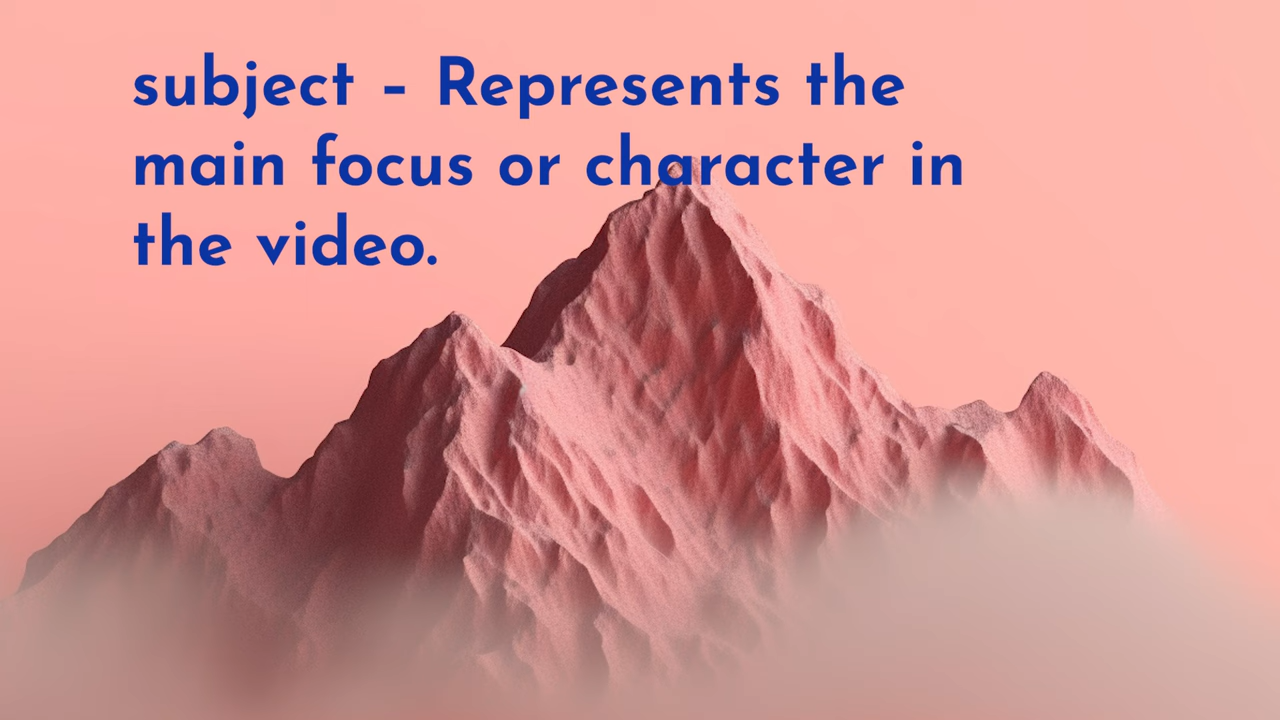 subject – Represents the
main focus or character in
the video.